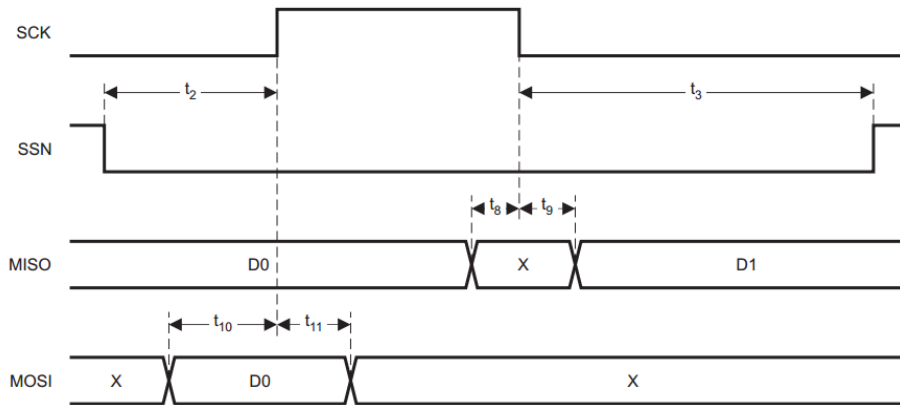 SCK
t2 t3
SSN
t8 t9
MISO D0 X D1
t10 t11
MOSI X D0 X